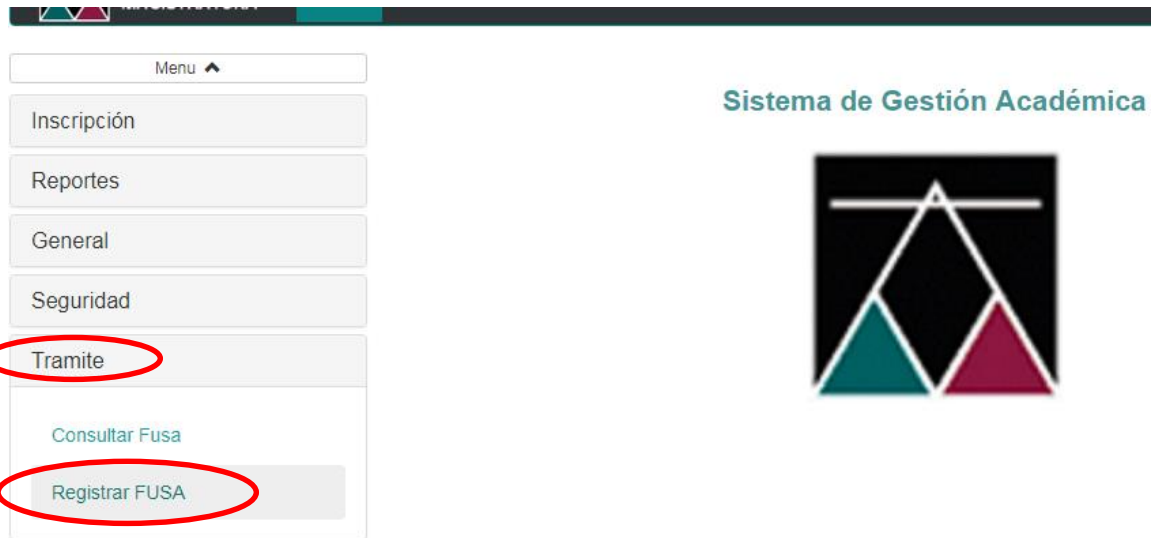 Menu
Inscripción
Reportes
General
Seguridad
Tramite
Consultar Fusa
Registrar FUSA
Sistema de Gestión Académica